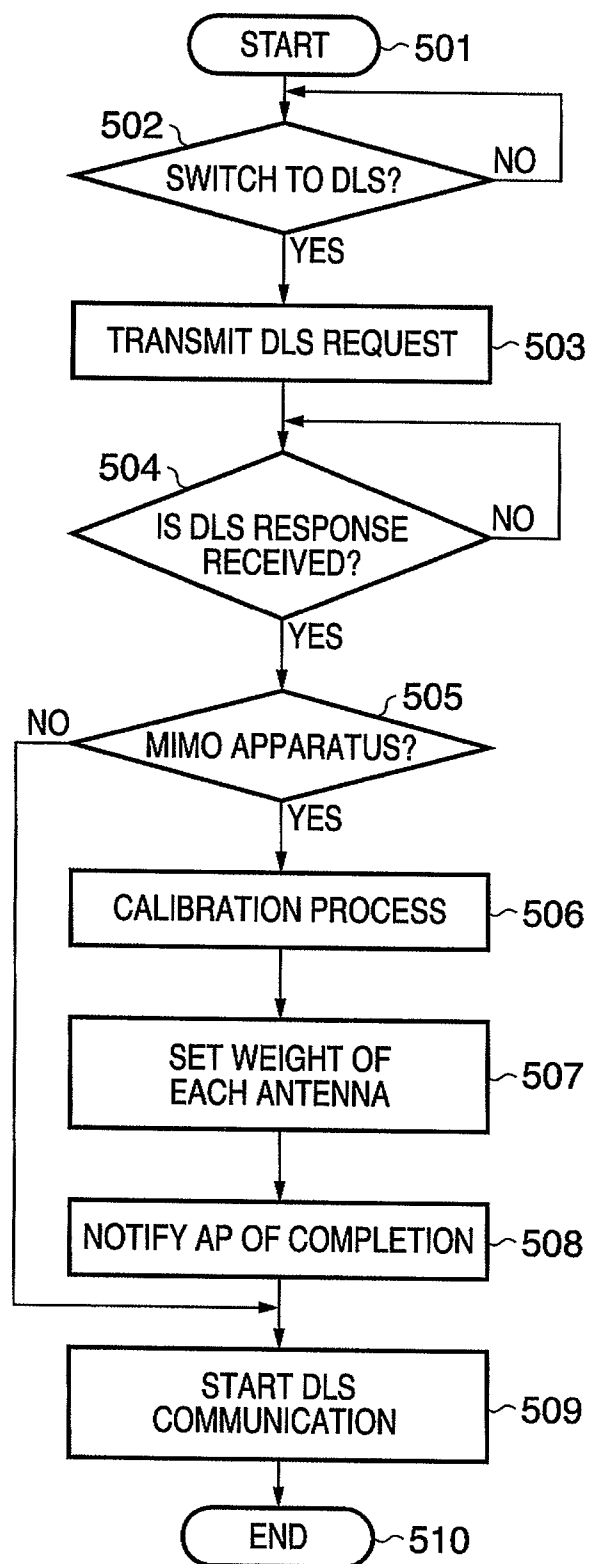 START
501
502
SWITCH TO DLS?
NO
YES
TRANSMIT DLS REQUEST
503
504
IS DLS RESPONSE
RECEIVED?
NO
YES
505
NO
MIMO APPARATUS?
YES
CALIBRATION PROCESS
506
SET WEIGHT OF
EACH ANTENNA
507
NOTIFY AP OF COMPLETION
508
START DLS
COMMUNICATION
509
END
510